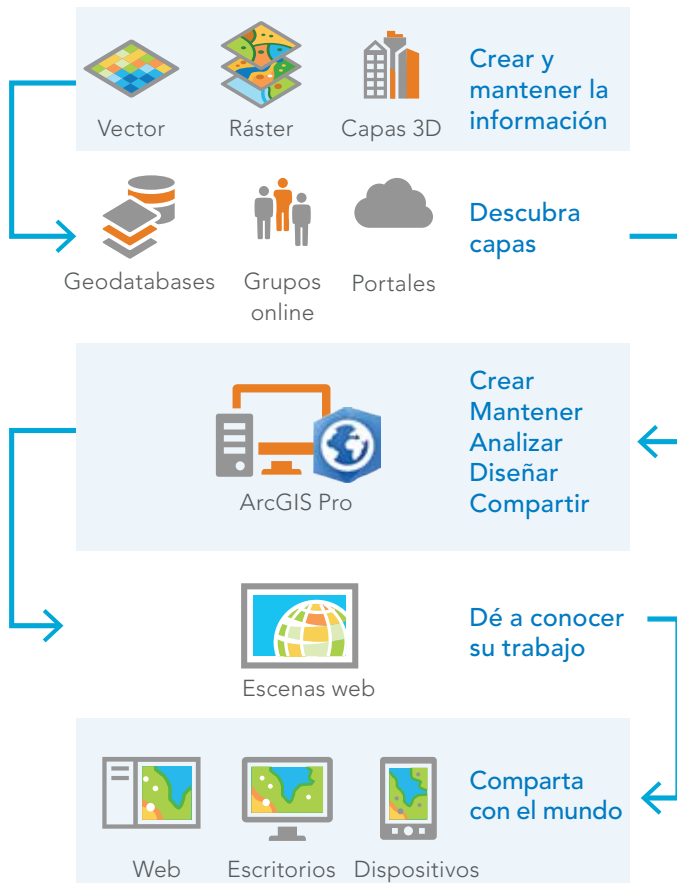 Vector
Ráster
Capas 3D
Crear y
mantener la
información
Geodatabases
Grupos
online
Portales
Descubra
capas
ArcGIS Pro
Crear
Mantener
Analizar
Diseñar
Compartir
Escenas web
Dé a conocer
su trabajo
Web
Escritorios
Dispositivos
Comparta
con el mundo